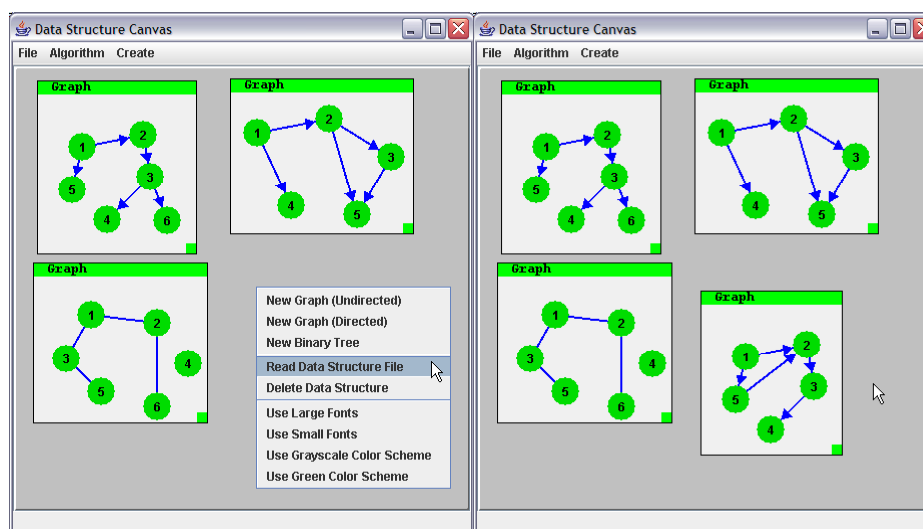 Data Structure Canvas
File Algorithm Create
Graph
1
2
3
5
4
6
Graph
1
2
3
4
5
Graph
1
2
3
4
5
6
New Graph (Undirected)
New Graph (Directed)
New Binary Tree
Read Data Structure File
Delete Data Structure
Use Large Fonts
Use Small Fonts
Use Grayscale Color Scheme
Use Green Color Scheme
Data Structure Canvas
File Algorithm Create
Graph
1
2
3
5
4
6
Graph
1
2
3
4
5
Graph
1
2
3
4
5
6
Graph
1
2
3
5
4